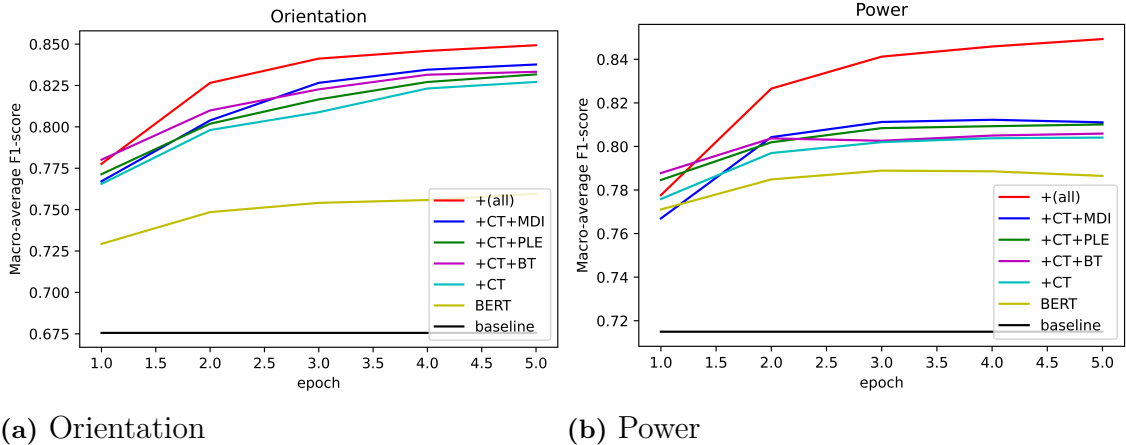 Orientation
0.850
0.825
0.800
0.775
0.750
0.725
0.700
0.675
Macro-average F1-score
1.0 1.5 2.0 2.5 3.0 3.5 4.0 4.5 5.0
epoch
+(all)
+CT+MDI
+CT+PLE
+CT+BT
+CT
BERT
baseline
(a) Orientation
Power
0.84
0.82
0.80
0.78
0.76
0.74
0.72
Macro-average F1-score
1.0 1.5 2.0 2.5 3.0 3.5 4.0 4.5 5.0
epoch
+(all)
+CT+MDI
+CT+PLE
+CT+BT
+CT
BERT
baseline
(b) Power